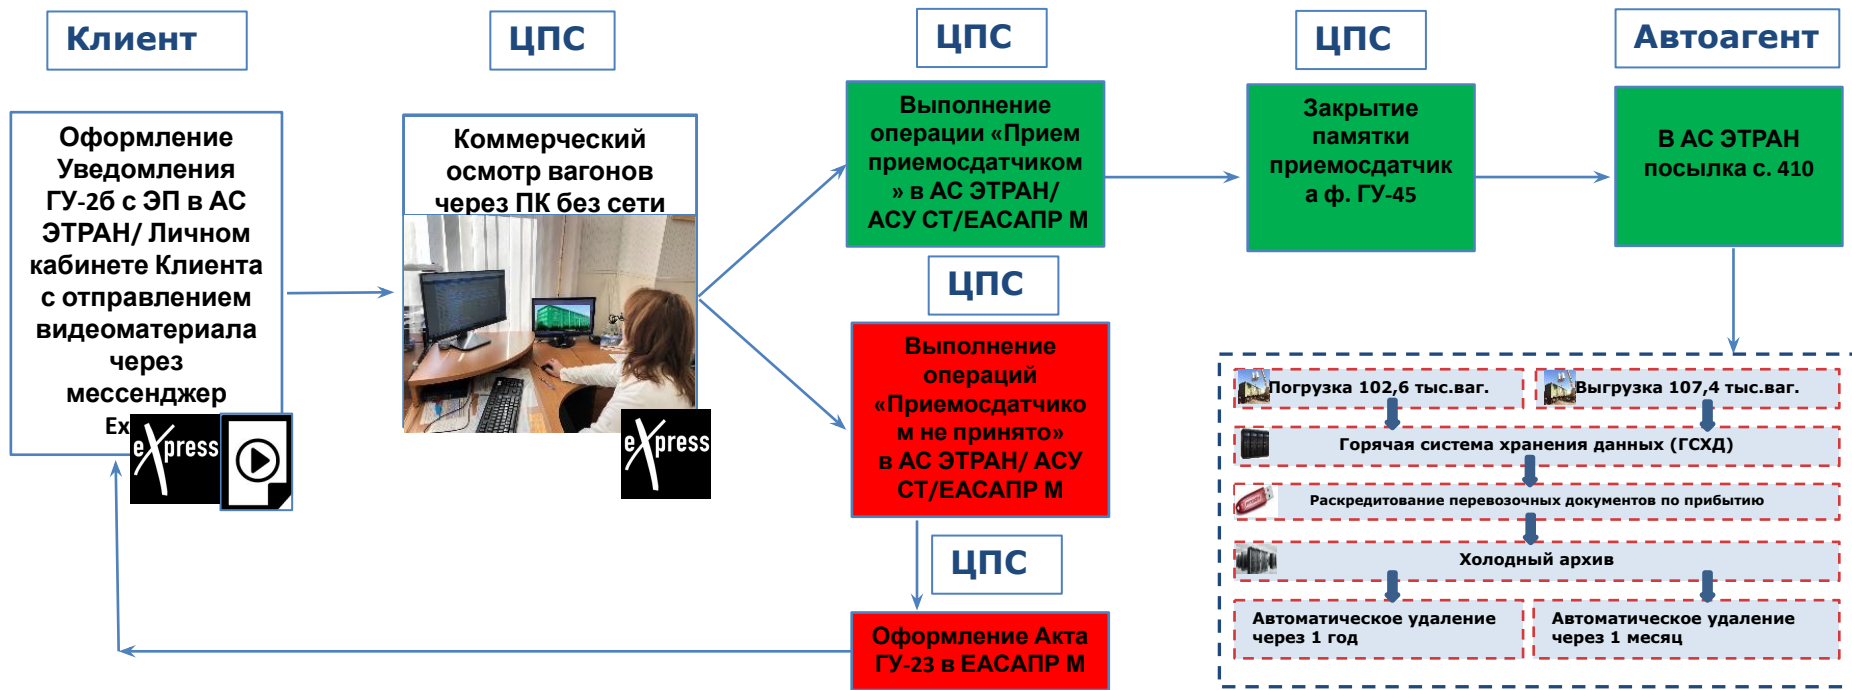 Клиент
Оформление
Уведомления
ГУ-2б с ЭП в АС
ЭТРАН/ Личном
кабинете Клиента
с отправлением
видеоматериала
через
мессенджер
Ex
eXpress
ЦПС
Коммерческий
осмотр вагонов
через ПК без сети
eXpress
ЦПС
Выполнение
операции «Прием
приемосдатчиком
» в АС ЭТРАН/
АСУ СТ/ЕАСАПР М
ЦПС
Выполнение
операций
«Приемосдатчико
м не принято»
в АС ЭТРАН/ АСУ
СТ/ЕАСАПР М
ЦПС
Оформление Акта
ГУ-23 в ЕАСАПР М
ЦПС
Закрытие
памятки
приемосдатчик
а ф. ГУ-45
Автоагент
В АС ЭТРАН
посылка с. 410
Погрузка 102,6 тыс.ваг.
Выгрузка 107,4 тыс.ваг.
Горячая система хранения данных (ГСХД)
Раскредитование перевозочных документов по прибытию
Холодный архив
Автоматическое удаление
через 1 год
Автоматическое удаление
через 1 месяц